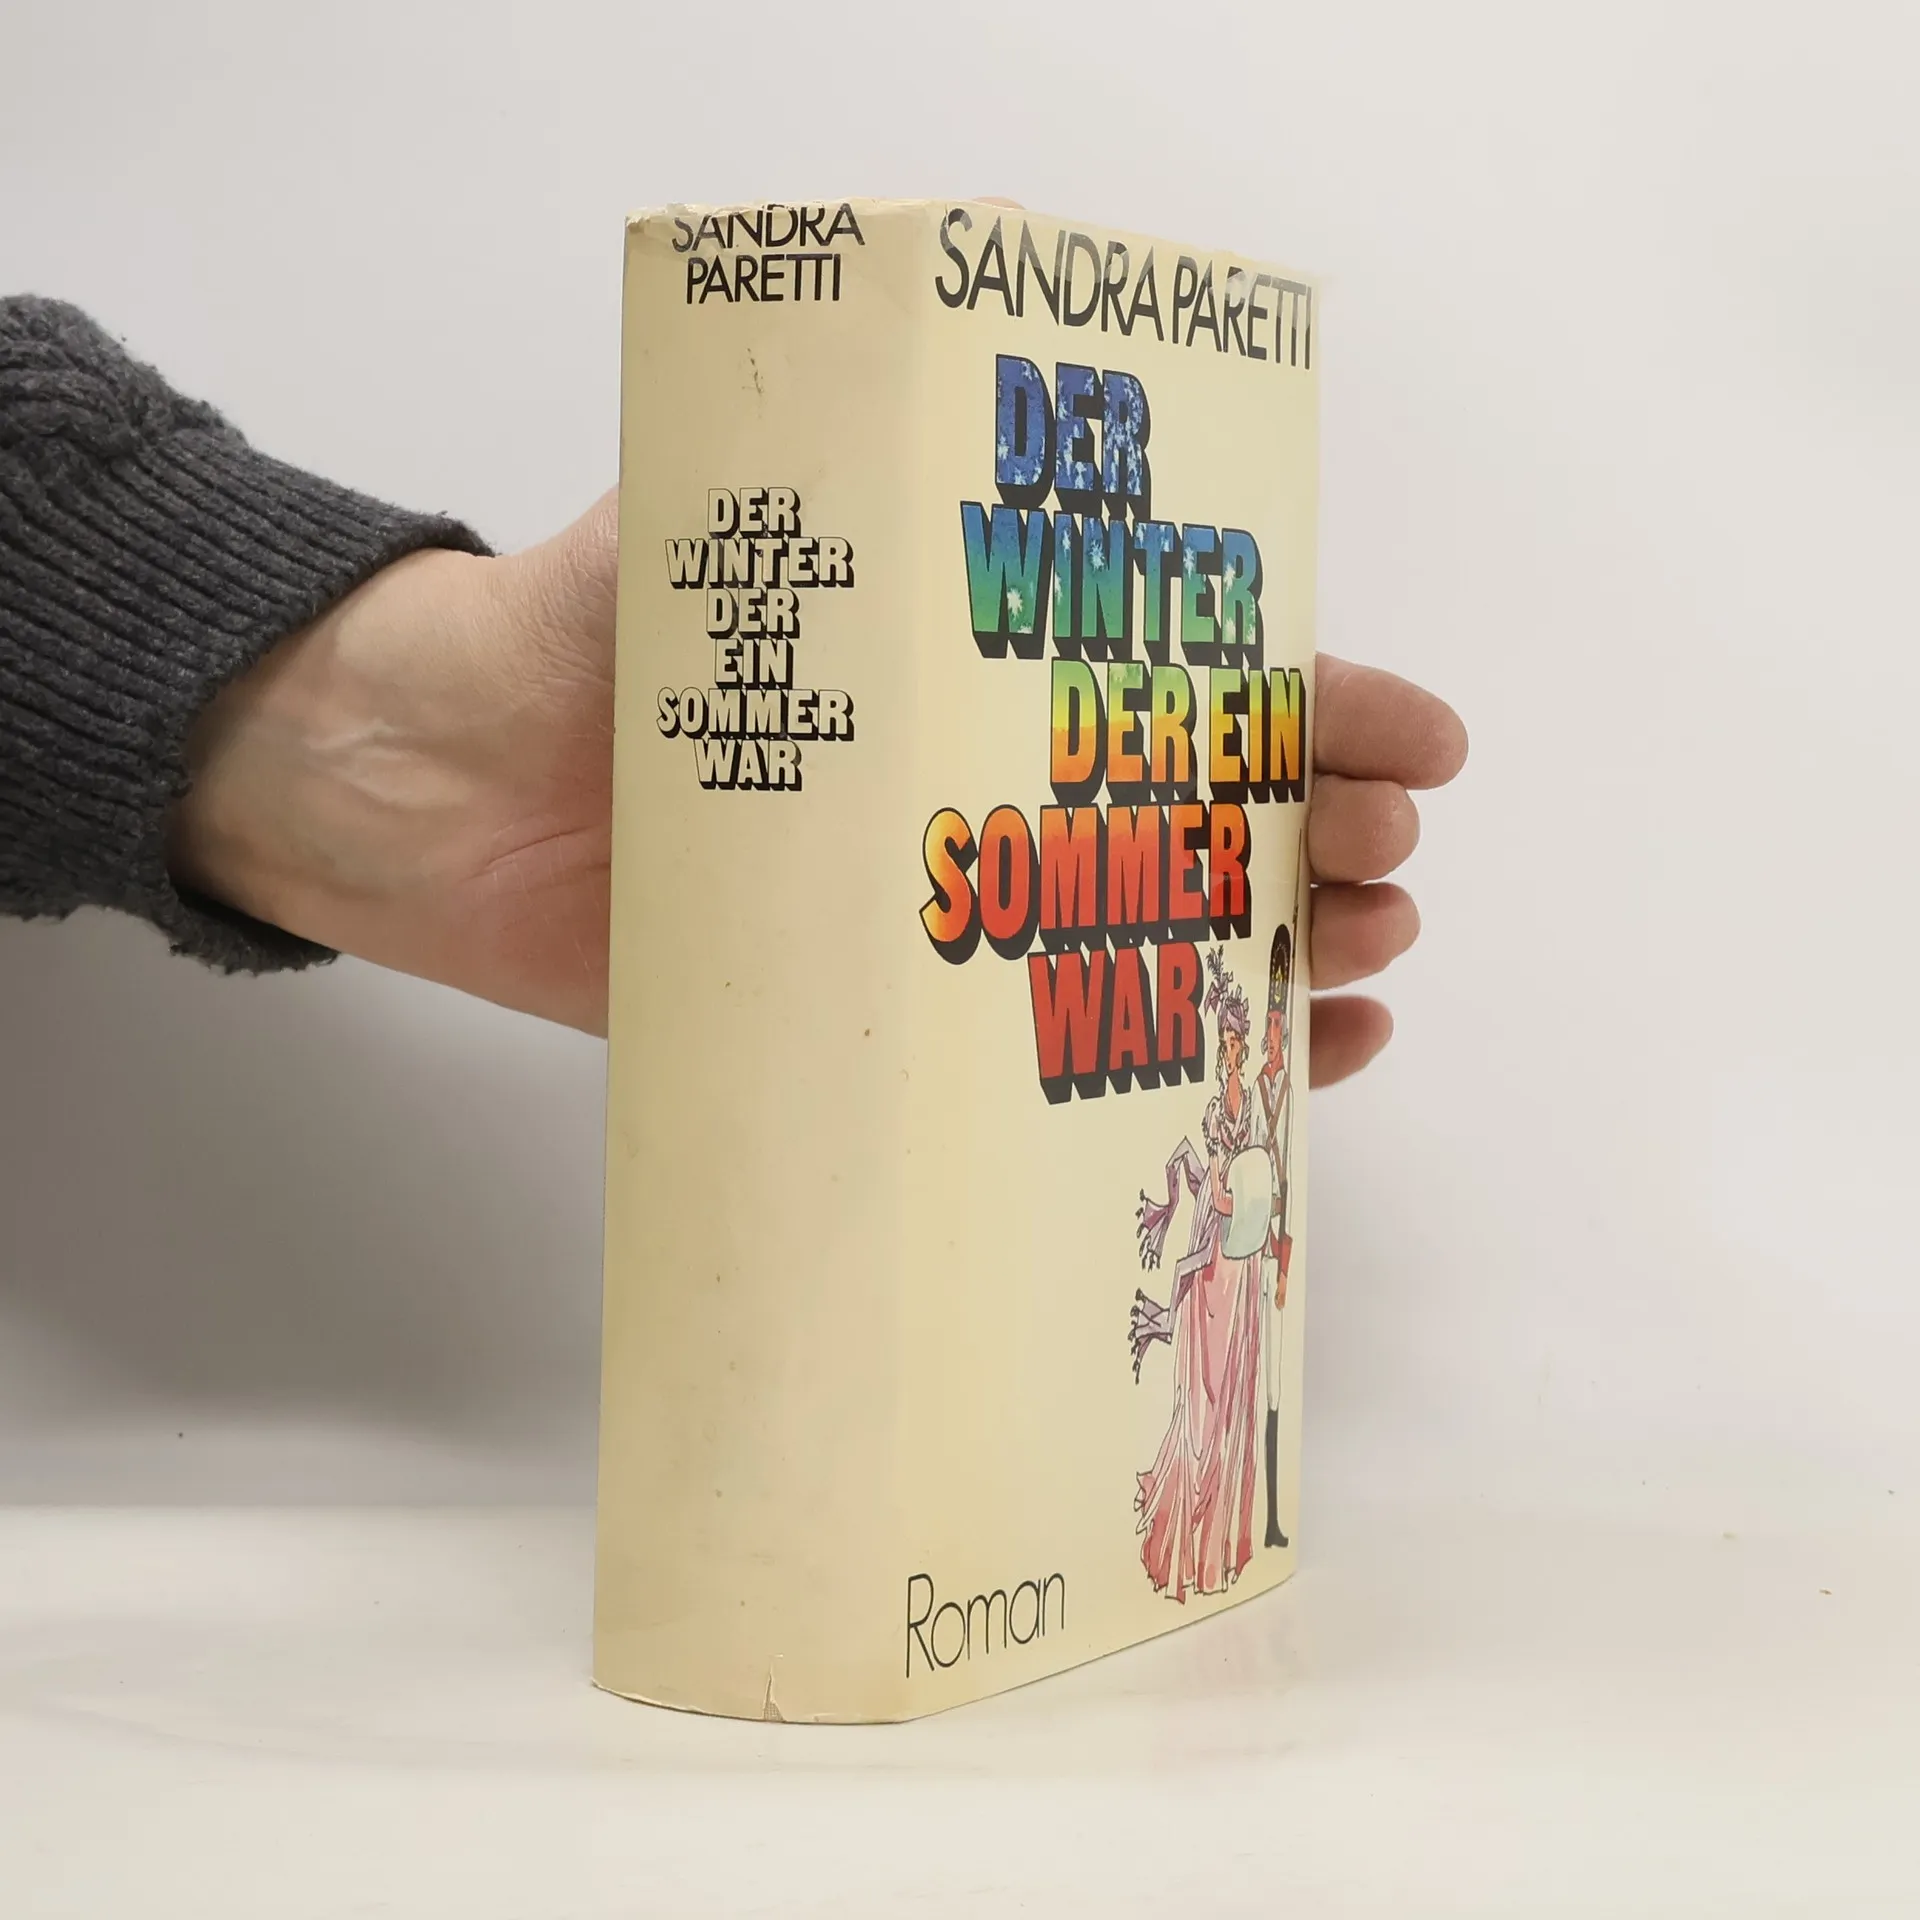 SANDRA
PARETTI
DER
WINTER
DER
EIN
SOMMER
WAR
SANDRA PARETTI
DER
WINTER
DER EIN
SOMMER
WAR
Roman